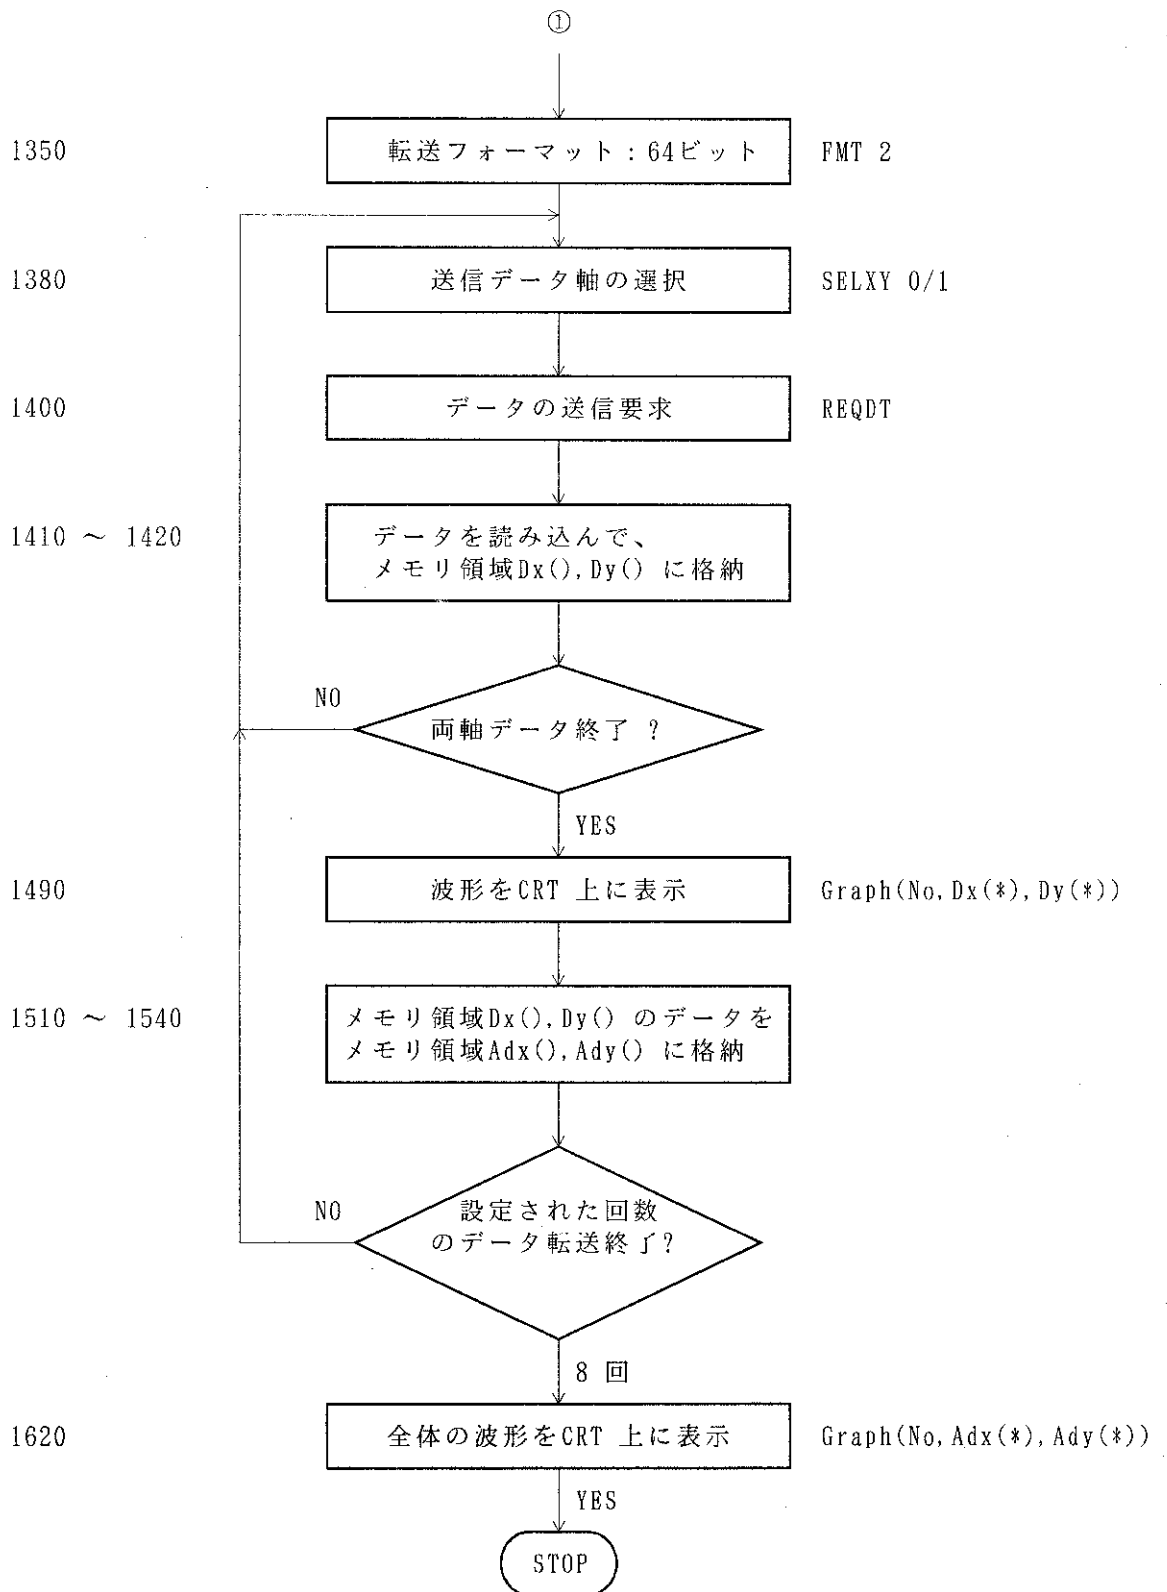 ①
1350 転送フォーマット：64ビット FMT 2
1380 送信データ軸の選択 SELXY 0/1
1400 データの送信要求 REQDT
1410 ～ 1420 データを読み込んで、
メモリ領域Dx(),Dy() に格納
NO 両軸データ終了 ?
YES
1490 波形をCRT 上に表示 Graph(No,Dx(*),Dy(*))
1510 ～ 1540 メモリ領域Dx(),Dy() のデータを
メモリ領域Adx(),Ady() に格納
NO 設定された回数
のデータ転送終了?
8 回
1620 全体の波形をCRT 上に表示 Graph(No,Adx(*),Ady(*))
YES
STOP